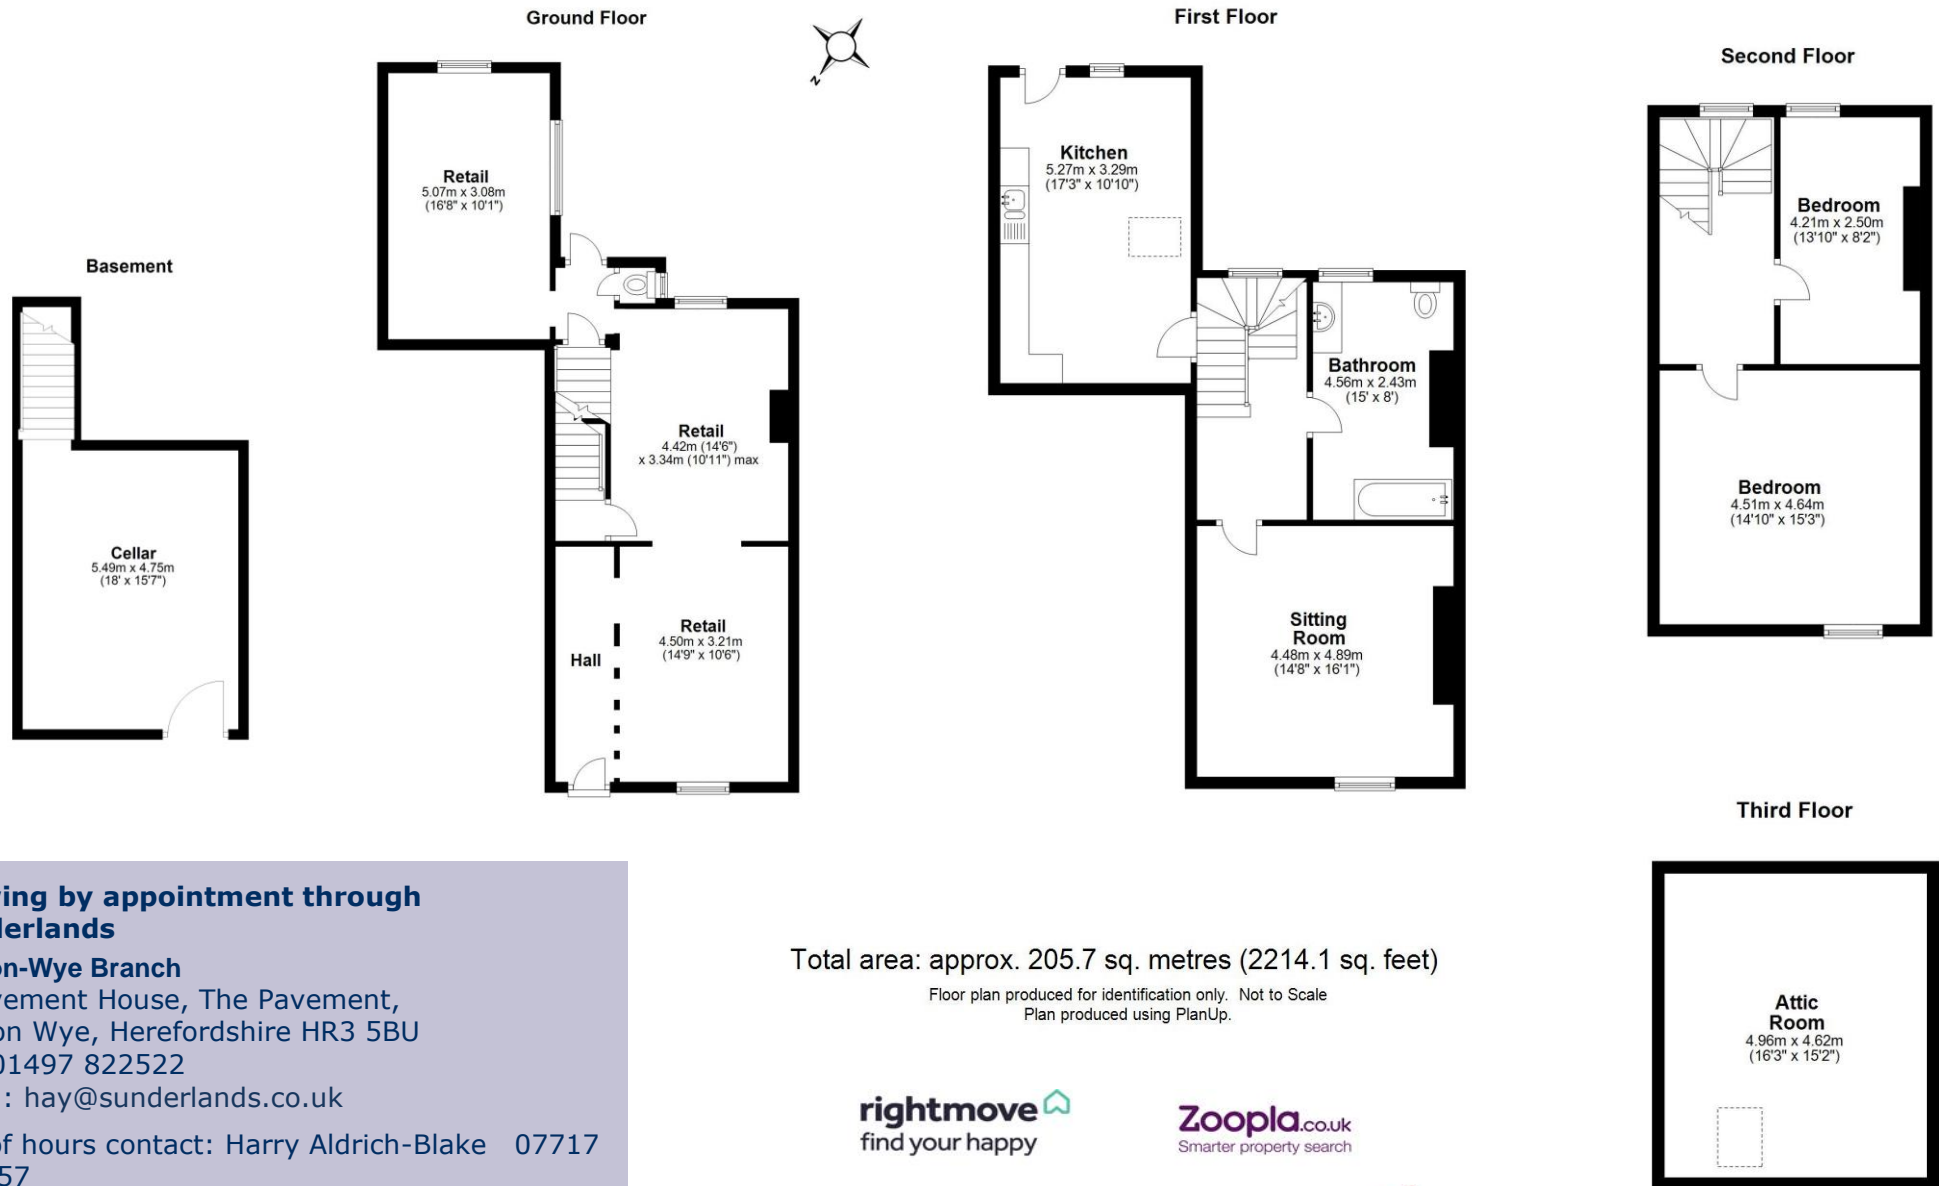 Ground Floor
First Floor
Second Floor
Basement
Third Floor
N
Retail
5.07m x 3.08m
(16'8" x 10'1")
Retail
4.42m (14'6")
x 3.34m (10'11") max
Retail
4.50m x 3.21m
(14'9" x 10'6")
Hall
Cellar
5.49m x 4.75m
(18' x 15'7")
Kitchen
5.27m x 3.29m
(17'3" x 10'10")
Bathroom
4.56m x 2.43m
(15' x 8')
Sitting
Room
4.48m x 4.89m
(14'8" x 16'1")
Bedroom
4.21m x 2.50m
(13'10" x 8'2")
Bedroom
4.51m x 4.64m
(14'10" x 15'3")
Attic
Room
4.96m x 4.62m
(16'3" x 15'2")
ing by appointment through
erlands
on-Wye Branch
ement House, The Pavement,
on Wye, Herefordshire HR3 5BU
01497 822522
: hay@sunderlands.co.uk
of hours contact: Harry Aldrich-Blake 07717
57
Total area: approx. 205.7 sq. metres (2214.1 sq. feet)
Floor plan produced for identification only. Not to Scale
Plan produced using PlanUp.
rightmove
find your happy
Zoopla.co.uk
Smarter property search